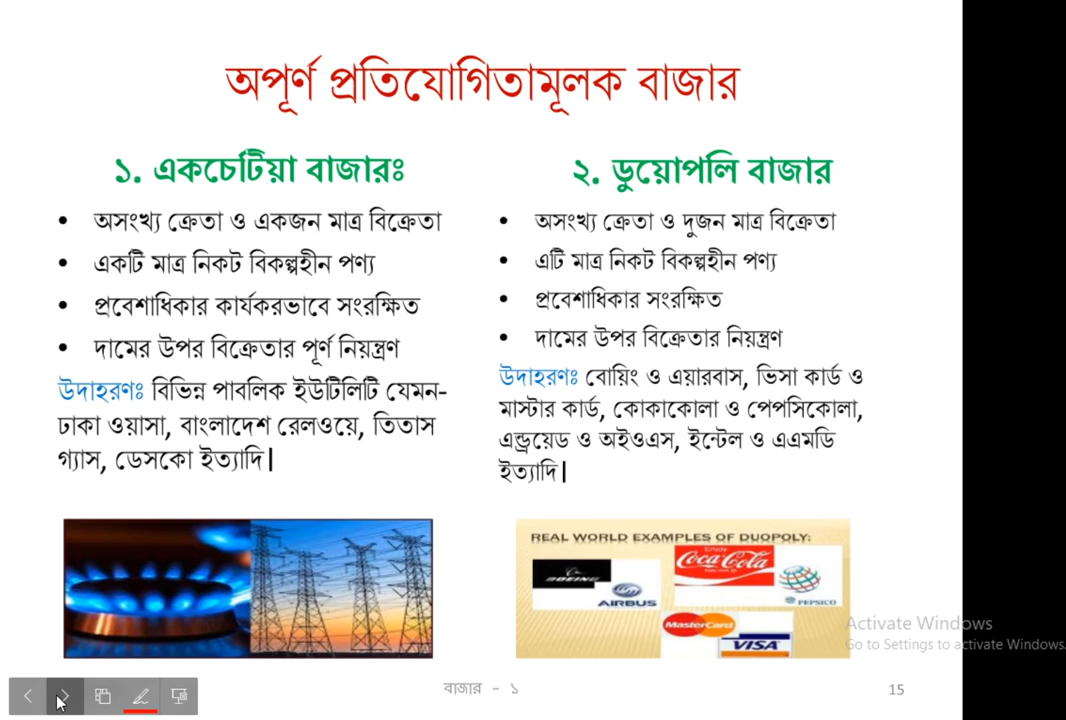 অপূর্ণ প্রতিযোগিতামূলক বাজার
১. একচেটিয়া বাজারঃ
• অসংখ্য ক্রেতা ও একজন মাত্র বিক্রেতা
• একটি মাত্র নিকট বিকল্পহীন পণ্য
• প্রবেশাধিকার কার্যকরভাবে সংরক্ষিত
• দামের উপর বিক্রেতার পূর্ণ নিয়ন্ত্রণ
উদাহরণঃ বিভিন্ন পাবলিক ইউটিলিটি যেমন-
ঢাকা ওয়াসা, বাংলাদেশ রেলওয়ে, তিতাস
গ্যাস, ডেসকো ইত্যাদি|
২. ডুয়োপলি বাজার
• অসংখ্য ক্রেতা ও দুজন মাত্র বিক্রেতা
• এটি মাত্র নিকট বিকল্পহীন পণ্য
• প্রবেশাধিকার সংরক্ষিত
• দামের উপর বিক্রেতার নিয়ন্ত্রণ
উদাহরণঃ বোয়িং ও এয়ারবাস, ভিসা কার্ড ও
মাস্টার কার্ড, কোকাকোলা ও পেপসিকোলা,
এন্ড্রয়েড ও অইওএস, ইন্টেল ও এএমডি
ইত্যাদি|
REAL WORLD EXAMPLES OF DUOPOLY:
BOEING
AIRBUS
ENJOY
Coca-Cola
PEPSICO
MasterCard
VISA
Activate Windows
Go to Settings to activate Windows.
বাজার - ১
15